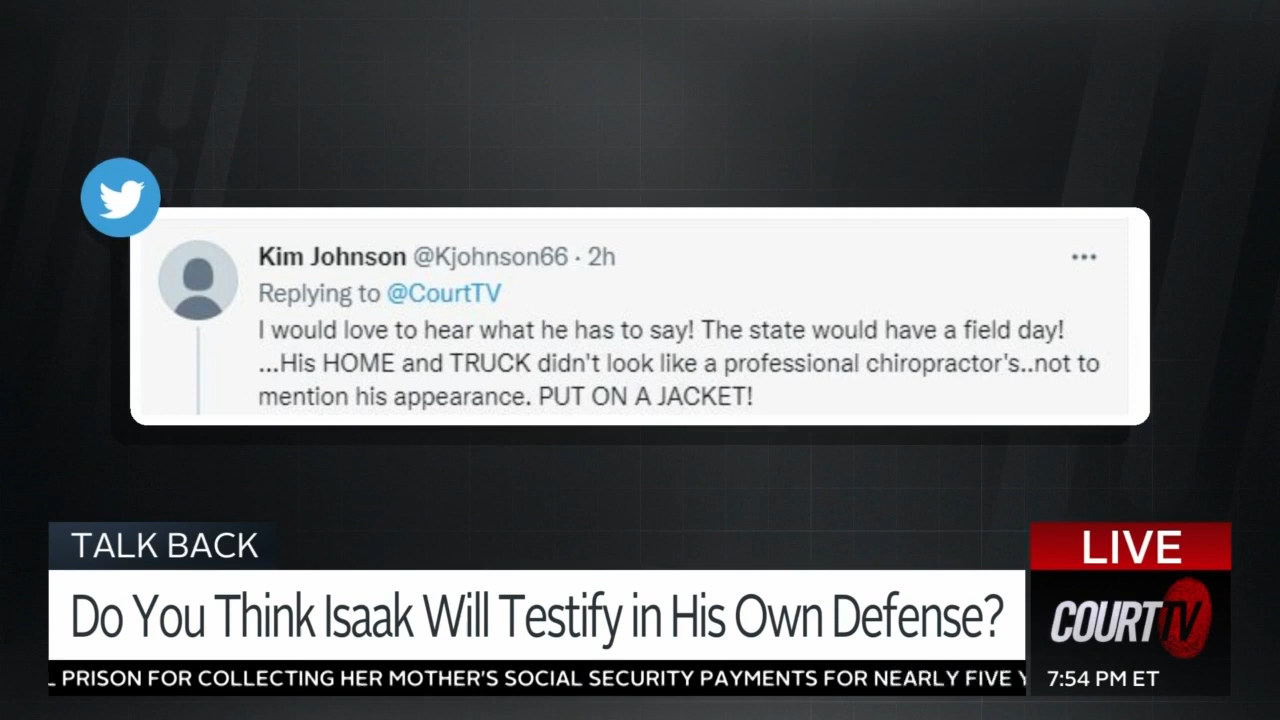 Kim Johnson @Kjohnson66 · 2h
Replying to @CourtTV
I would love to hear what he has to say! The state would have a field day!
...His HOME and TRUCK didn't look like a professional chiropractor's..not to
mention his appearance. PUT ON A JACKET!
TALK BACK
LIVE
Do You Think Isaak Will Testify in His Own Defense?
COURT TV
PRISON FOR COLLECTING HER MOTHER'S SOCIAL SECURITY PAYMENTS FOR NEARLY FIVE
7:54 PM ET